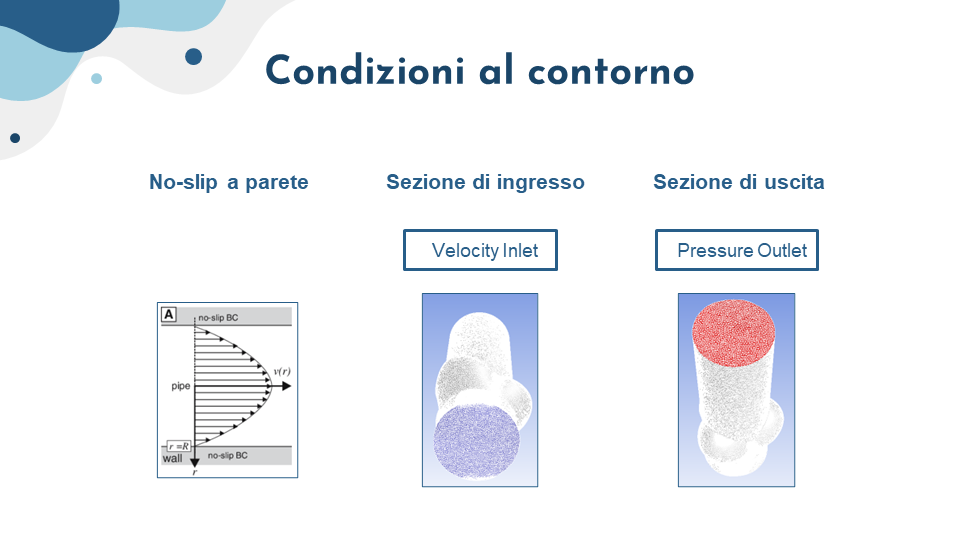 Condizioni al contorno
No-slip a parete
Sezione di ingresso
Sezione di uscita
Velocity Inlet
Pressure Outlet
A
no-slip BC
v(r)
pipe
r =R
wall
no-slip BC
r